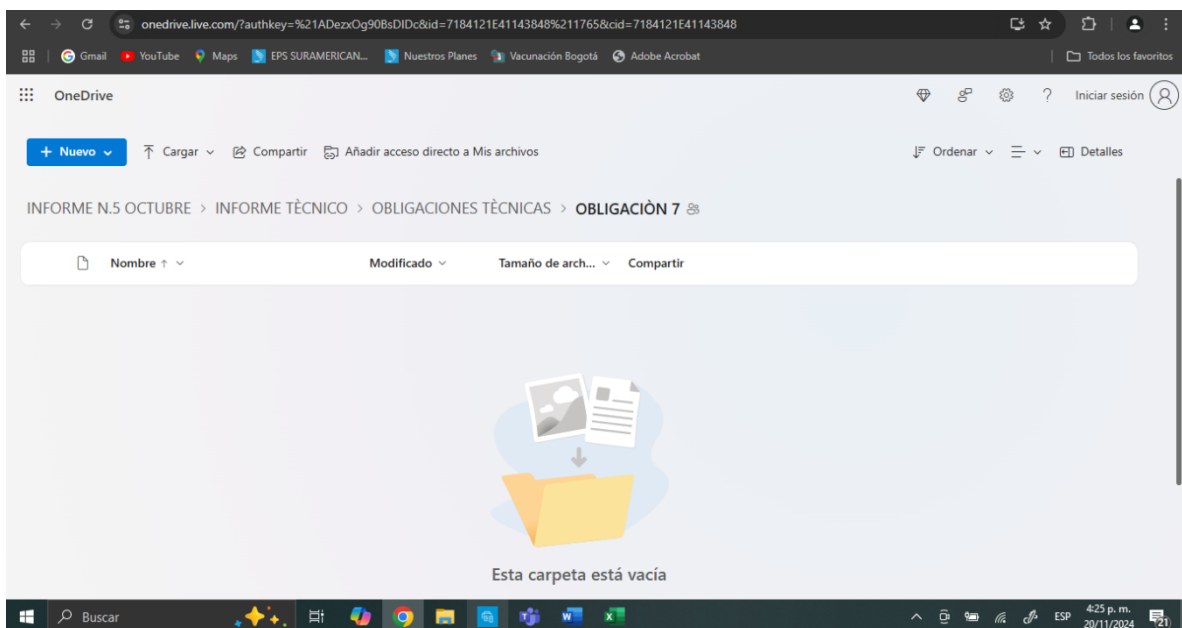 onedrive.live.com/?authkey=%21ADezxOg90BsDIDc&id=7184121E41143848%211765&cid=7184121E41143848
Gmail YouTube Maps EPS SURAMERICAN... Nuestros Planes Vacunación Bogotá Adobe Acrobat Todos los favoritos
OneDrive ? Iniciar sesión
+ Nuevo Cargar Compartir Añadir acceso directo a Mis archivos Ordenar Detalles
INFORME N.5 OCTUBRE > INFORME TÈCNICO > OBLIGACIONES TÈCNICAS > OBLIGACIÒN 7
Nombre ↑ Modificado Tamaño de arch... Compartir
Esta carpeta está vacía
Buscar ESP 4:25 p. m.
20/11/2024 21